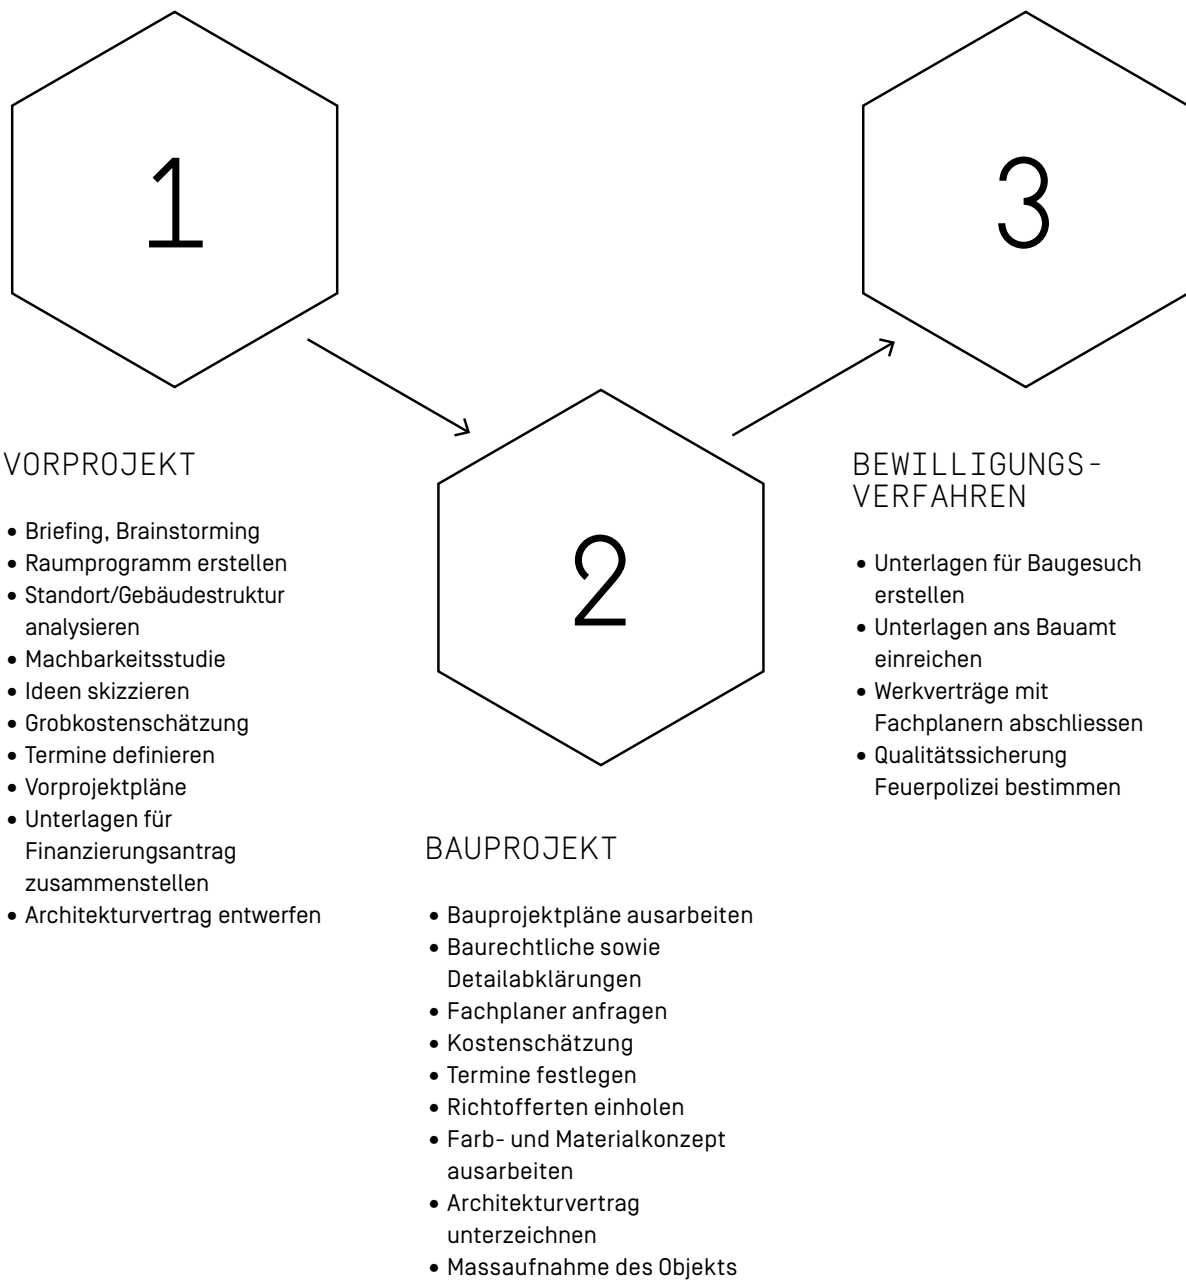 1
VORPROJEKT
• Briefing, Brainstorming
• Raumprogramm erstellen
• Standort/Gebäudestruktur
analysieren
• Machbarkeitsstudie
• Ideen skizzieren
• Grobkostenschätzung
• Termine definieren
• Vorprojektpläne
• Unterlagen für
Finanzierungsantrag
zusammenstellen
• Architekturvertrag entwerfen
2
BAUPROJEKT
• Bauprojektpläne ausarbeiten
• Baurechtliche sowie
Detailabklärungen
• Fachplaner anfragen
• Kostenschätzung
• Termine festlegen
• Richtofferten einholen
• Farb- und Materialkonzept
ausarbeiten
• Architekturvertrag
unterzeichnen
• Massaufnahme des Objekts
3
BEWILLIGUNGS-
VERFAHREN
• Unterlagen für Baugesuch
erstellen
• Unterlagen ans Bauamt
einreichen
• Werkverträge mit
Fachplanern abschliessen
• Qualitätssicherung
Feuerpolizei bestimmen